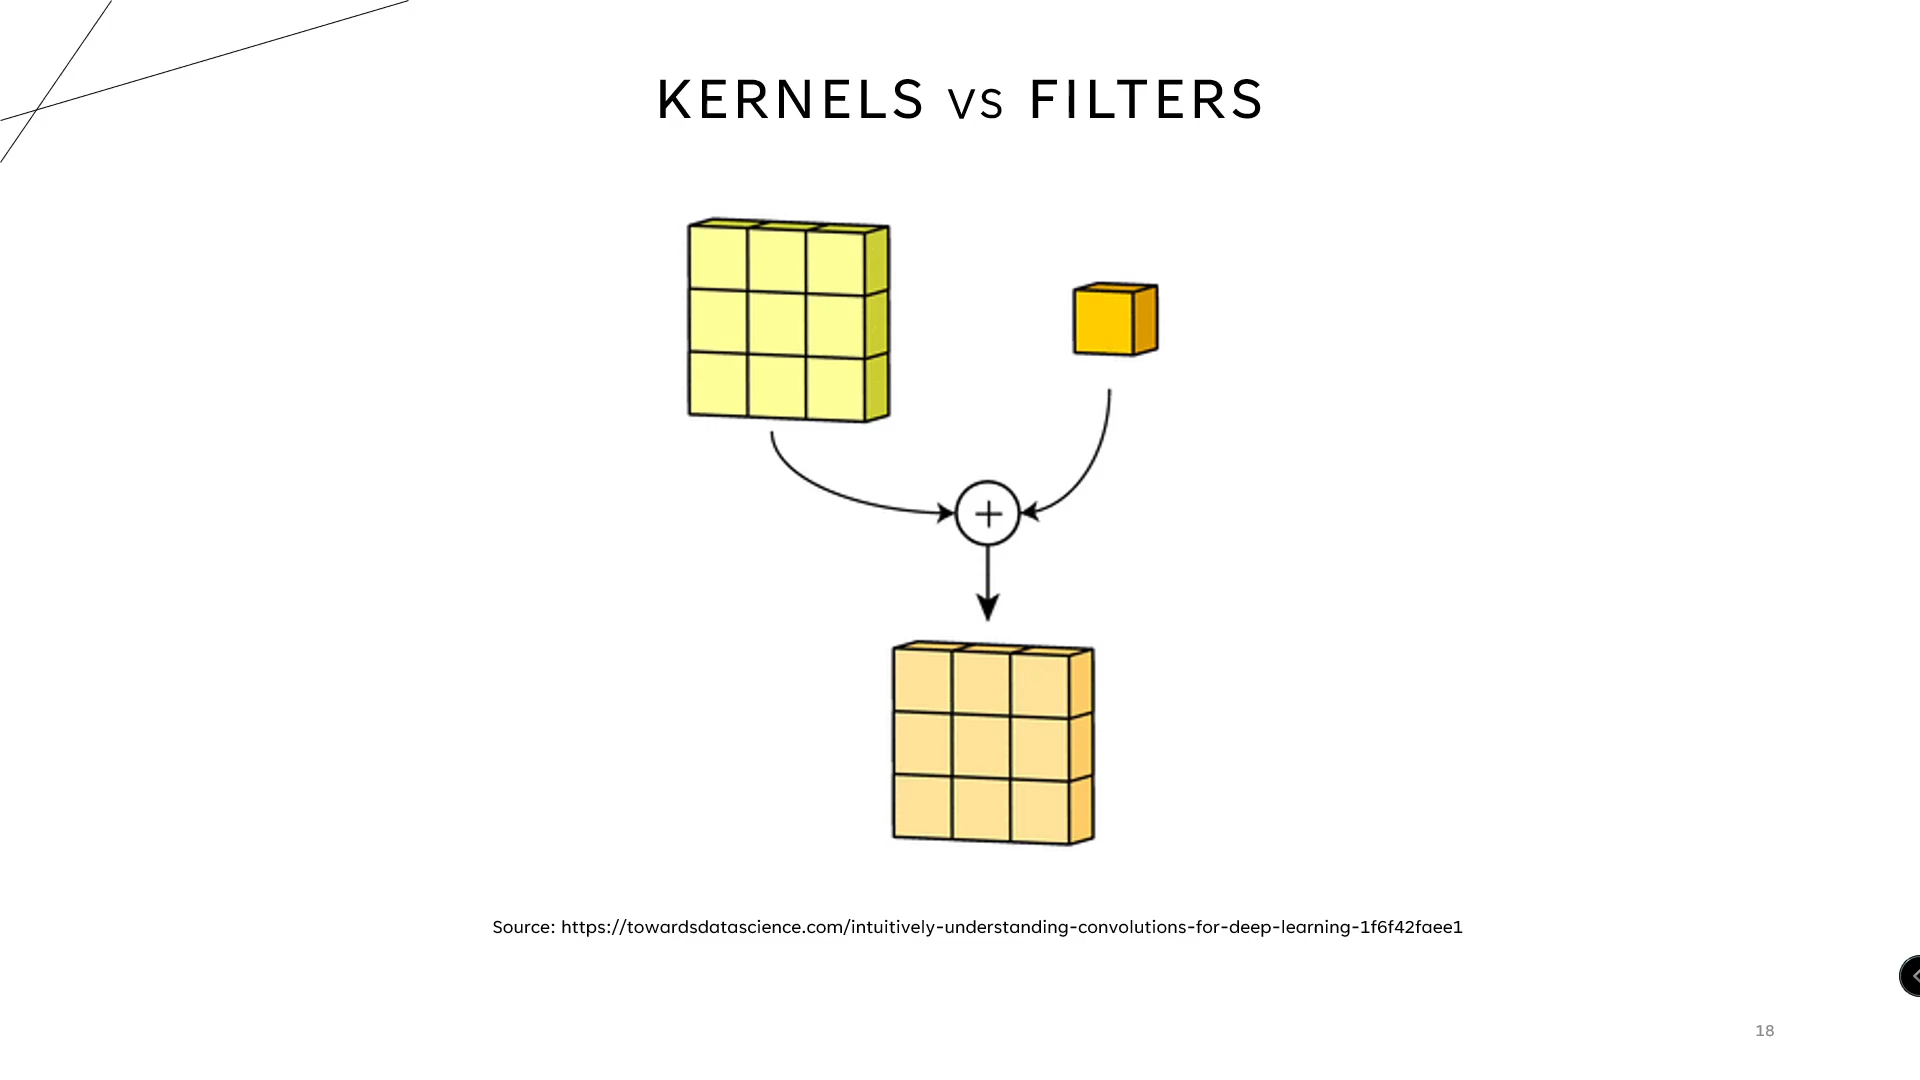 KERNELS vs FILTERS
+
Source: https://towardsdatascience.com/intuitively-understanding-convolutions-for-deep-learning-1f6f42faee1
18